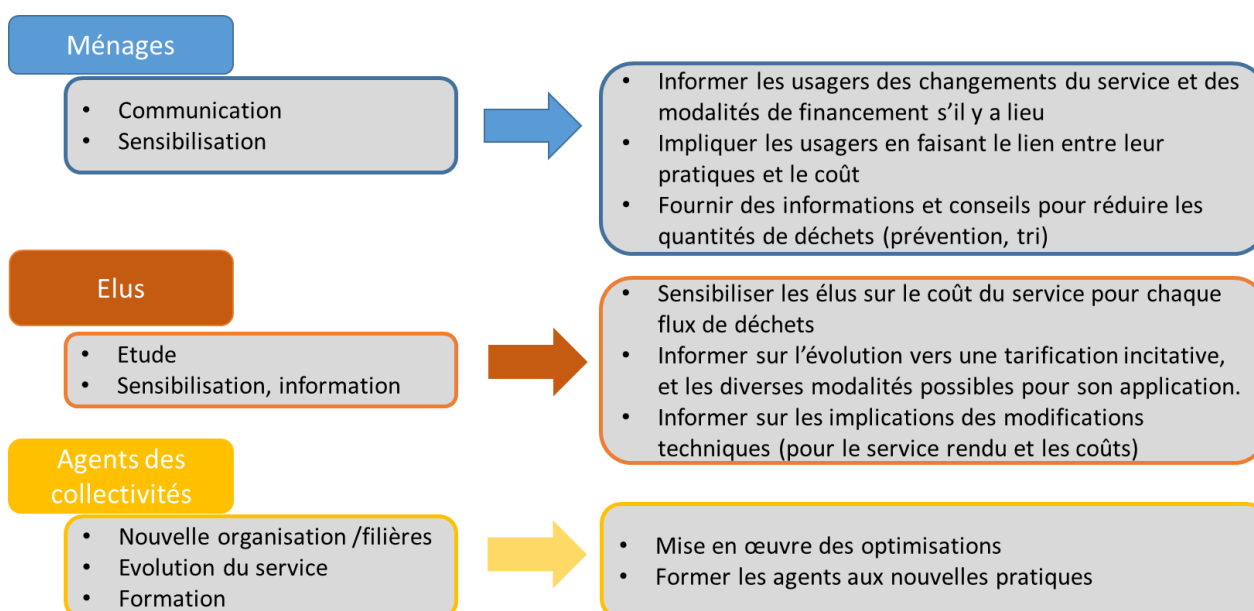 Ménages
• Communication
• Sensibilisation
• Informer les usagers des changements du service et des
modalités de financement s'il y a lieu
• Impliquer les usagers en faisant le lien entre leur
pratiques et le coût
• Fournir des informations et conseils pour réduire les
quantités de déchets (prévention, tri)
Elus
• Etude
• Sensibilisation, information
• Sensibiliser les élus sur le coût du service pour chaque
flux de déchets
• Informer sur l'évolution vers une tarification incitative,
et les diverses modalités possibles pour son application.
• Informer sur les implications des modifications
techniques (pour le service rendu et les coûts)
Agents des
collectivités
• Nouvelle organisation /filières
• Evolution du service
• Formation
• Mise en œuvre des optimisations
• Former les agents aux nouvelles pratiques